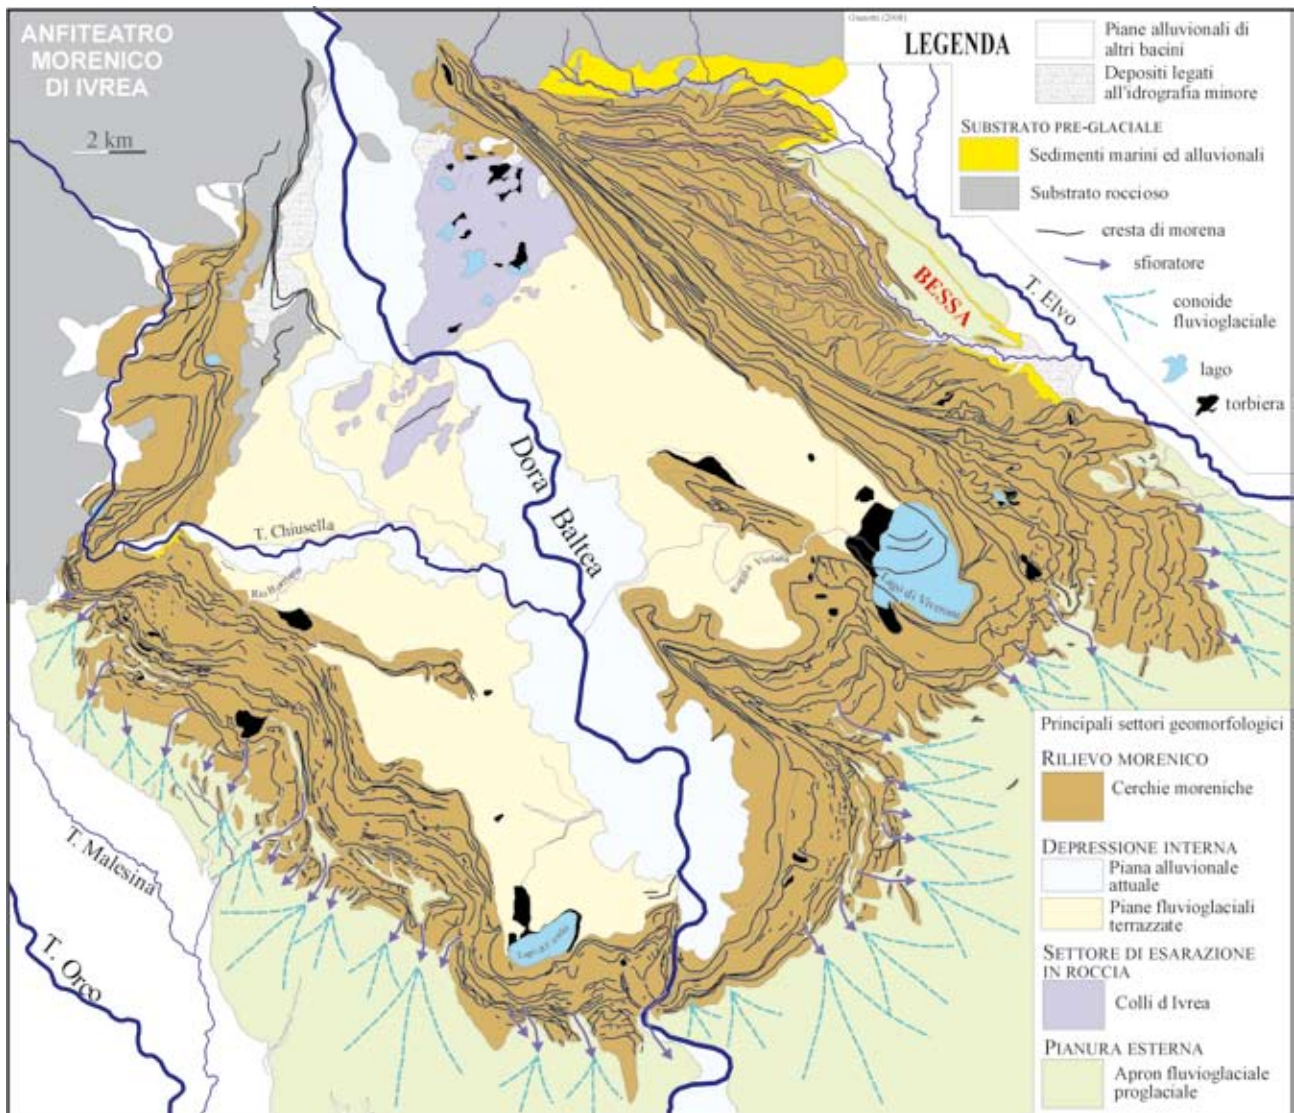 ANFITEATRO
MORENICO
DI IVREA
2 km
LEGENDA
Piane alluvionali di
altri bacini
Depositi legati
all'idrografia minore
SUBSTRATO PRE-GLACIALE
Sedimenti marini ed alluvionali
Substrato roccioso
cresta di morena
sfioratore
conoide
fluvioglaciale
lago
torbiera
BESSA
T. Elvo
Dora
Baltea
T. Chiusella
Lago di Viverone
T. Malesina
T. Orco
Principali settori geomorfologici
RILIEVO MORENICO
Cerchie moreniche
DEPRESSIONE INTERNA
Piana alluvionale
attuale
Piane fluvioglaciali
terrazzate
SETTORE DI ESARAZIONE
IN ROCCIA
Colli d Ivrea
PIANURA ESTERNA
Apron fluvioglaciale
proglaciale